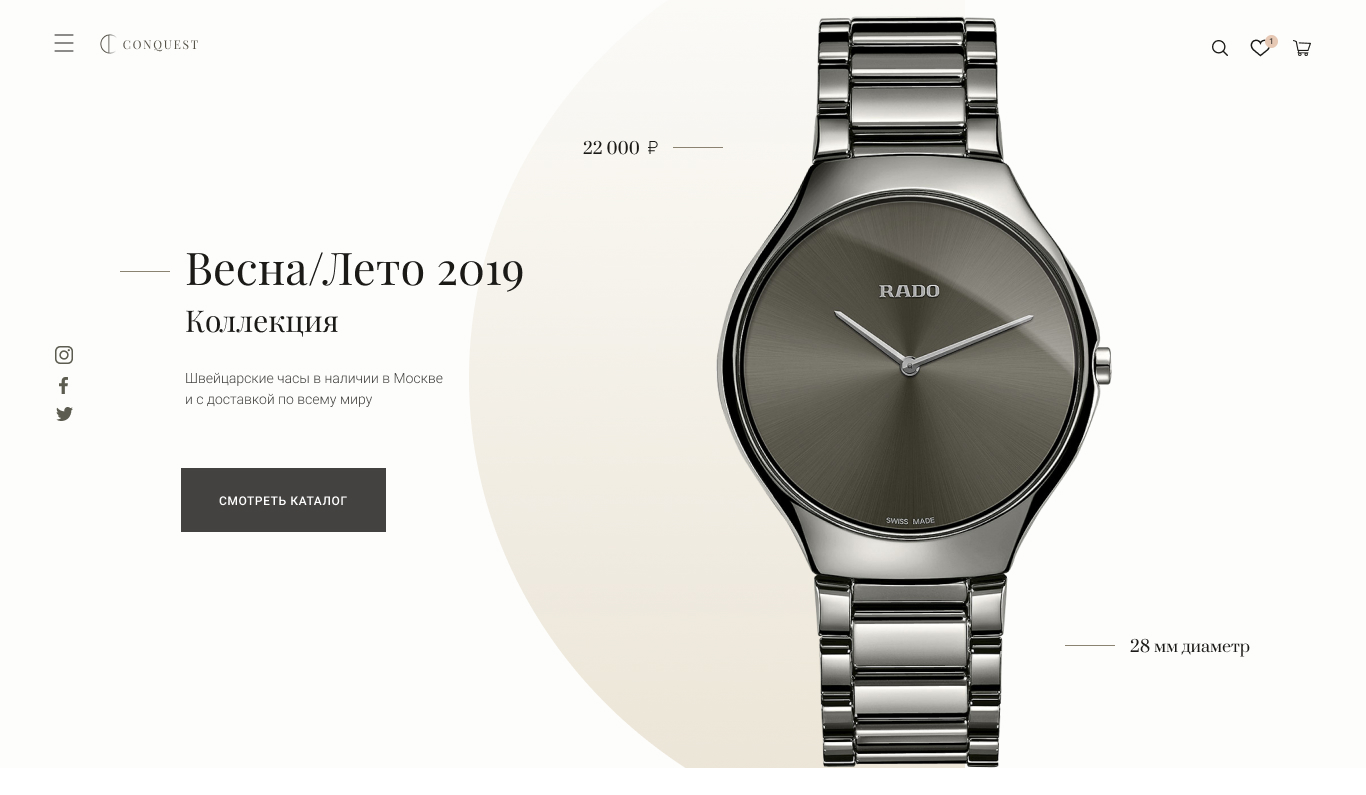 CONQUEST
1
22 000 ₽
Весна/Лето 2019
Коллекция
Швейцарские часы в наличии в Москве
и с доставкой по всему миру
СМОТРЕТЬ КАТАЛОГ
RADO
SWISS MADE
28 мм диаметр